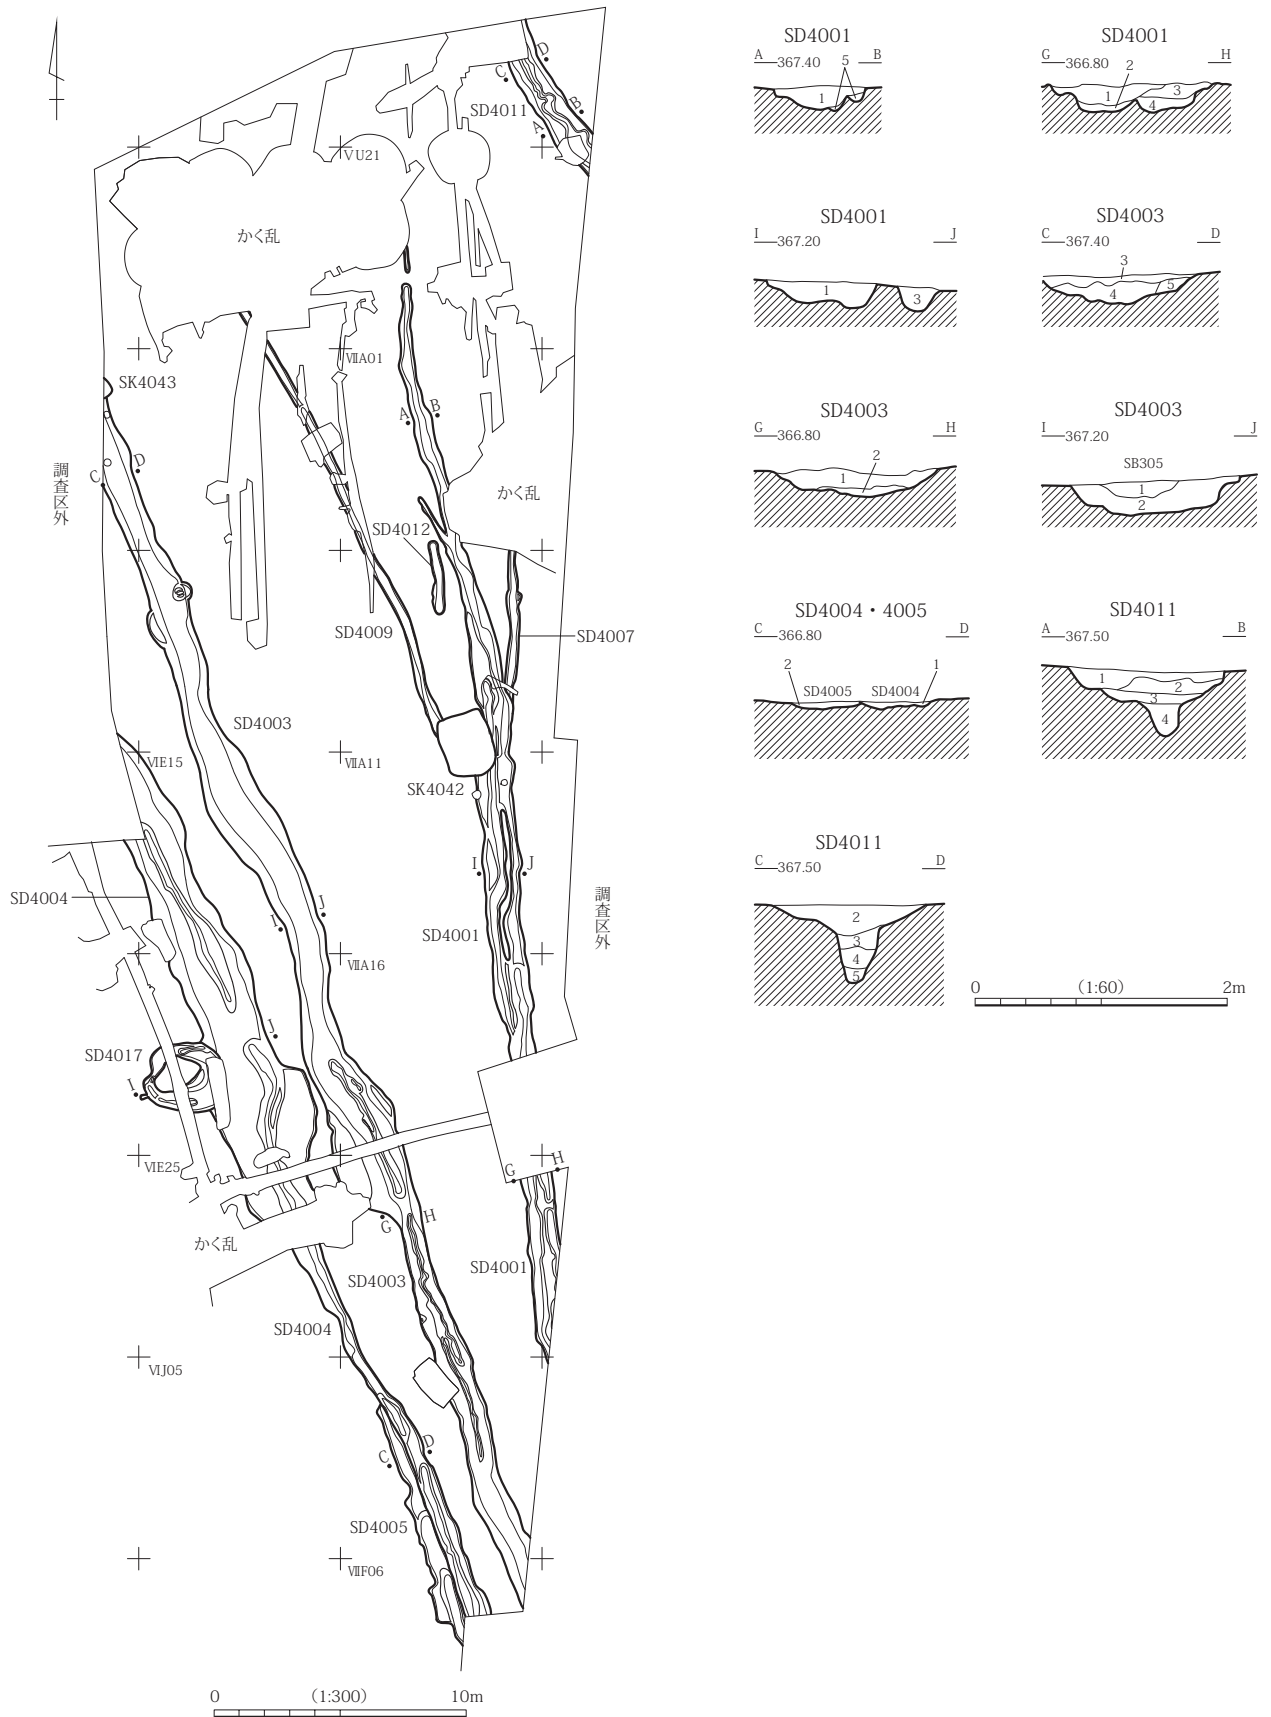 D
C
SD4011
B
A
VU21
かく乱
ⅦA01
SK4043
A
B
D
C
調査区外
かく乱
SD4012
SD4009
SD4007
SD4003
ⅥE15
ⅦA11
SK4042
I
J
SD4004
J
I
SD4001
調査区外
ⅦA16
J
SD4017
I
ⅥE25
G
H
G
H
かく乱
SD4003
SD4001
SD4004
ⅥJ05
D
C
SD4005
ⅦF06
0 (1:300) 10m
SD4001
A 367.40 5 B
1
SD4001
G 366.80 2 H
1 3
4
SD4001
I 367.20 J
1
3
SD4003
C 367.40 D
3
4 5
SD4003
G 366.80 H
2
1
SD4003
I 367.20 J
SB305
1
2
SD4004・4005
C 366.80 D
2 SD4005 SD4004 1
SD4011
A 367.50 B
1 2
3
4
SD4011
C 367.50 D
2
3
4
5
0 (1:60) 2m